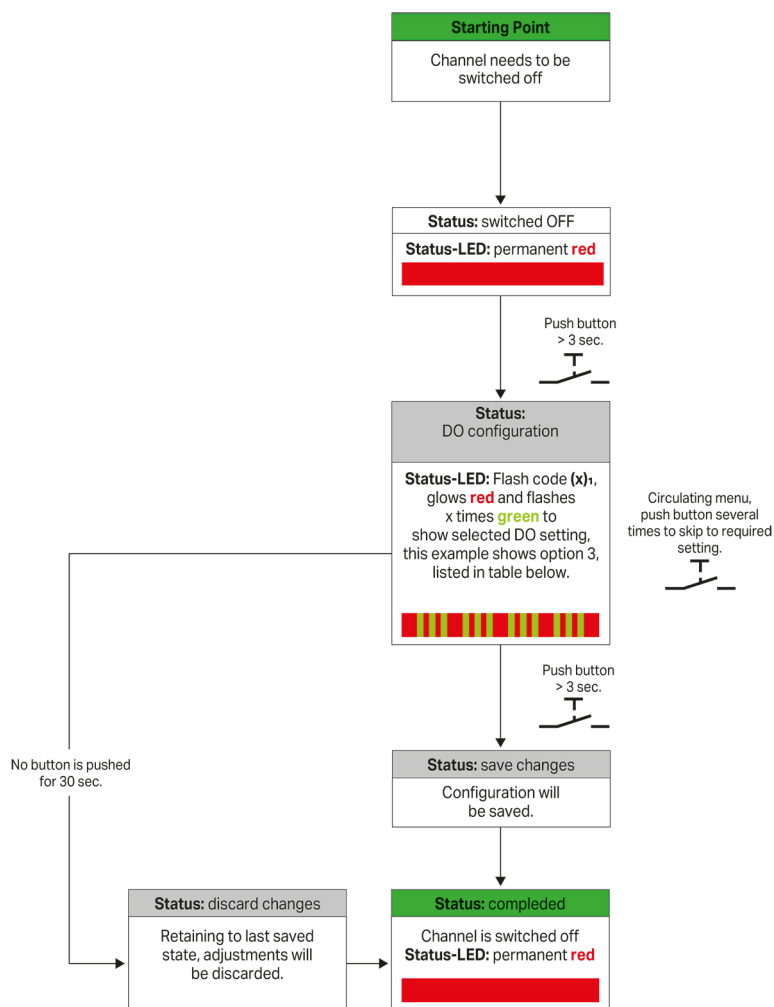 Starting Point
Channel needs to be
switched off
Status: switched OFF
Status-LED: permanent red
Push button
> 3 sec.
Status:
DO configuration
Status-LED: Flash code (x)₁,
glows red and flashes
x times green to
show selected DO setting,
this example shows option 3,
listed in table below.
Circulating menu,
push button several
times to skip to required
setting.
Push button
> 3 sec.
No button is pushed
for 30 sec.
Status: save changes
Configuration will
be saved.
Status: discard changes
Retaining to last saved
state, adjustments will
be discarded.
Status: compleded
Channel is switched off
Status-LED: permanent red